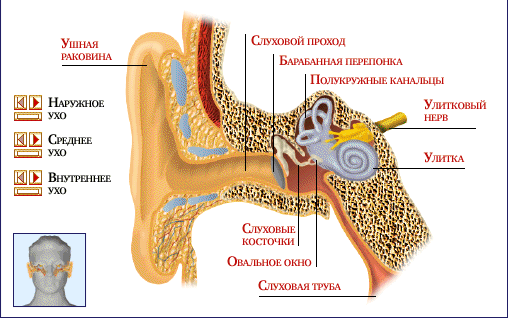 Ушная
раковина
Слуховой проход
Барабанная перепонка
Полукружные канальцы
Улитковый
нерв
Улитка
Наружное
ухо
Среднее
ухо
Внутреннее
ухо
Слуховые
косточки
Овальное окно
Слуховая труба